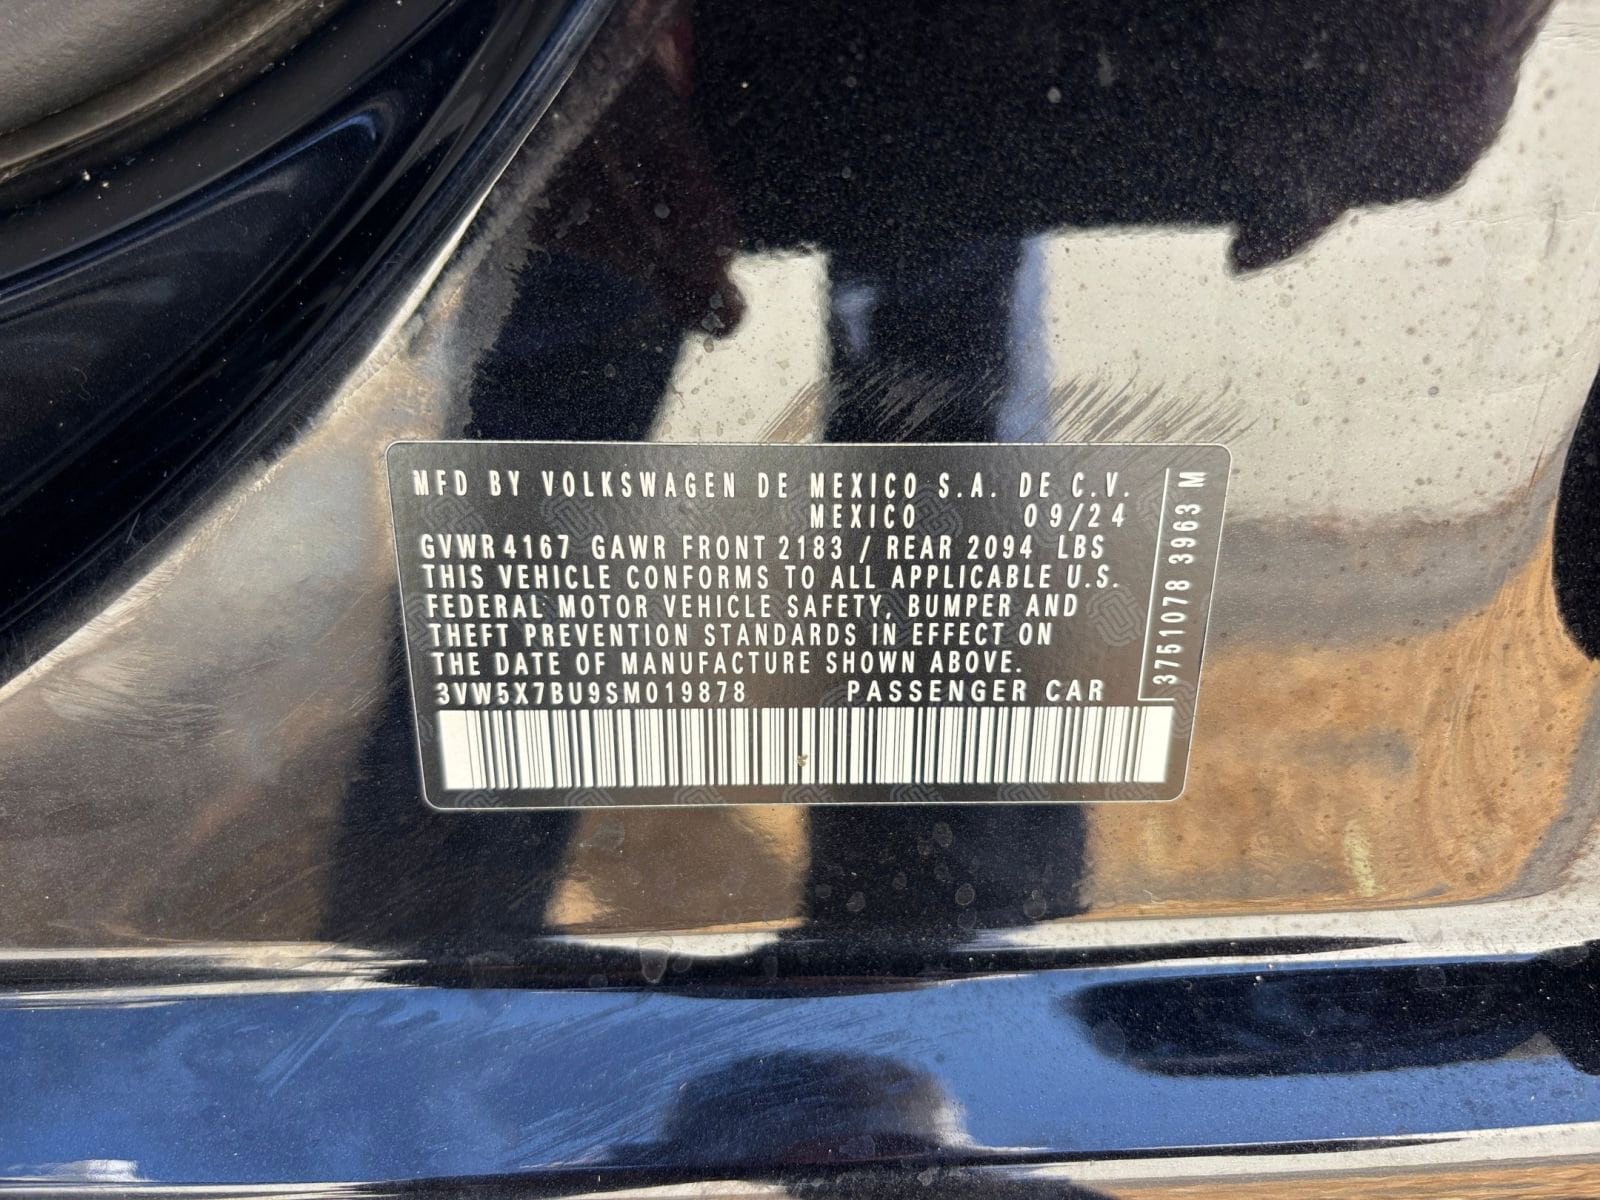 MFD BY VOLKSWAGEN DE MEXICO S.A. DE C.V.
MEXICO 09/24
GVWR 4167 GAWR FRONT 2183 / REAR 2094 LBS
THIS VEHICLE CONFORMS TO ALL APPLICABLE U.S.
FEDERAL MOTOR VEHICLE SAFETY, BUMPER AND
THEFT PREVENTION STANDARDS IN EFFECT ON
THE DATE OF MANUFACTURE SHOWN ABOVE.
3VW5X7BU9SM019878 PASSENGER CAR
3751078 3963 M